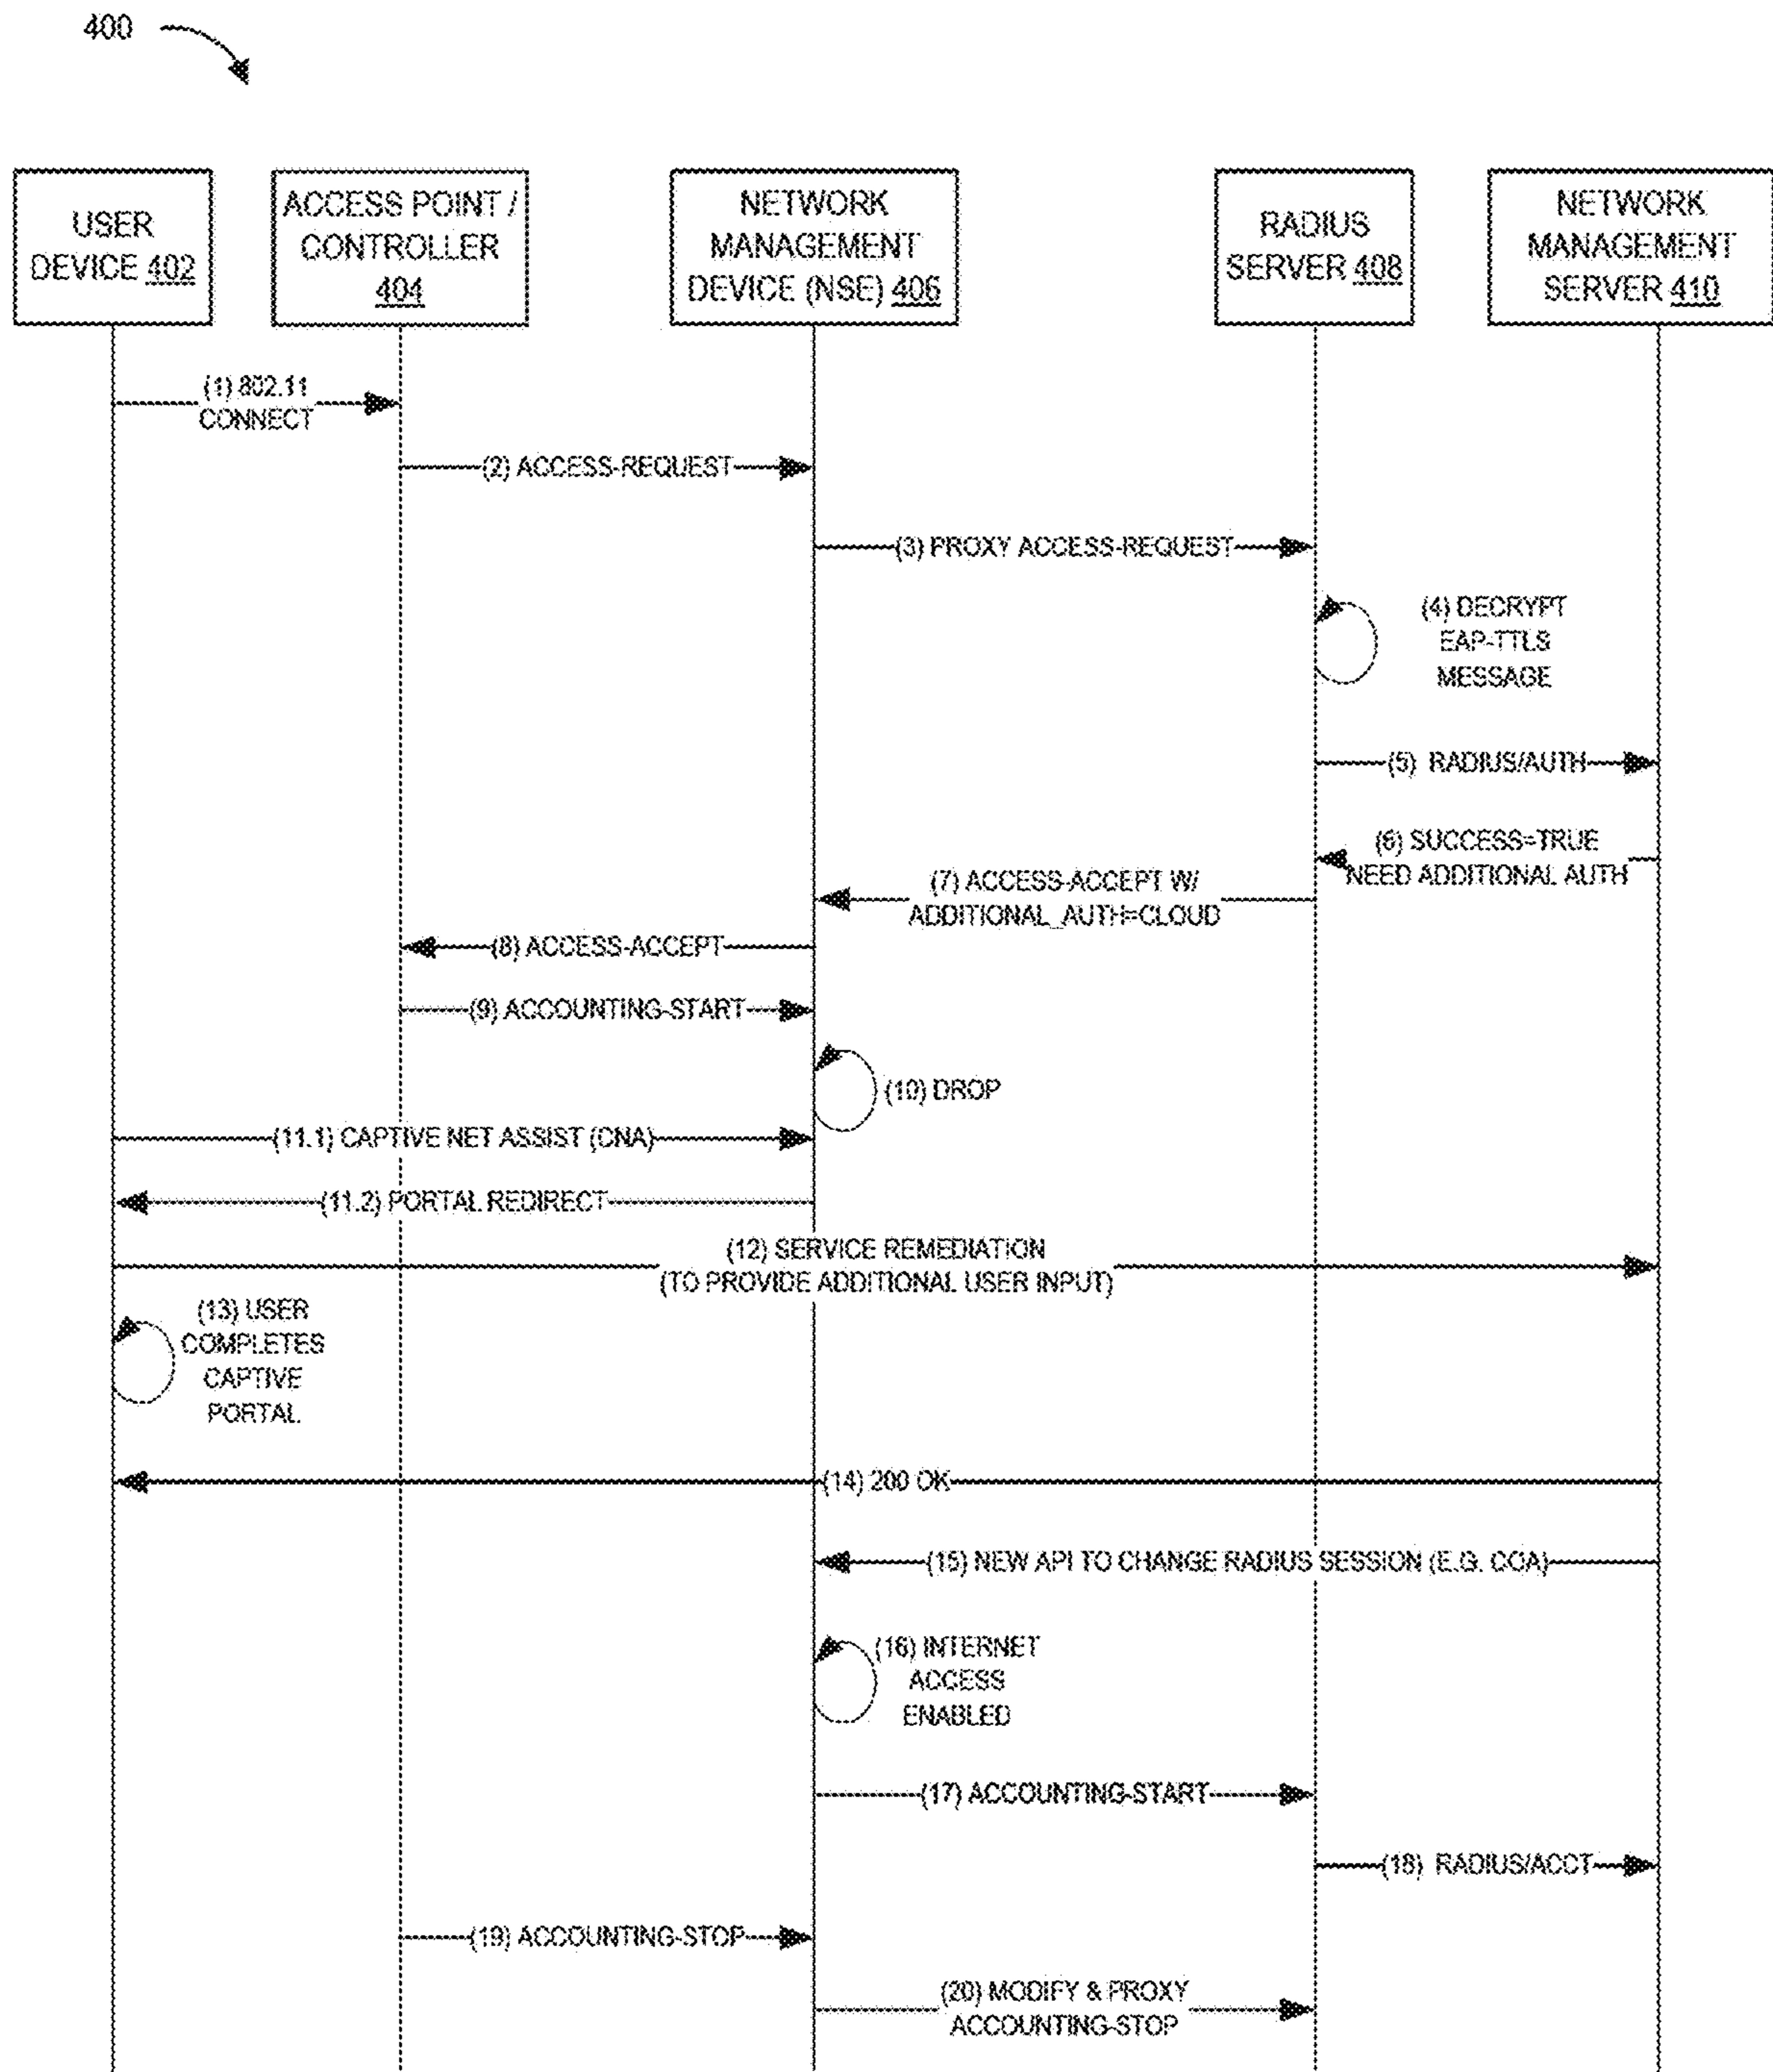 400
USER
DEVICE 402
ACCESS POINT /
CONTROLLER
404
NETWORK
MANAGEMENT
DEVICE (NSE) 406
RADIUS
SERVER 408
NETWORK
MANAGEMENT
SERVER 410
(1) 802.11
CONNECT
(2) ACCESS-REQUEST
(3) PROXY ACCESS-REQUEST
(4) DECRYPT
EAP-TTLS
MESSAGE
(5) RADIUS/AUTH
(6) SUCCESS=TRUE
NEED ADDITIONAL AUTH
(7) ACCESS-ACCEPT W/
ADDITIONAL_AUTH=CLOUD
(8) ACCESS-ACCEPT
(9) ACCOUNTING-START
(10) DROP
(11.1) CAPTIVE NET ASSIST (CNA)
(11.2) PORTAL REDIRECT
(12) SERVICE REMEDIATION
(TO PROVIDE ADDITIONAL USER INPUT)
(13) USER
COMPLETES
CAPTIVE
PORTAL
(14) 200 OK
(15) NEW API TO CHANGE RADIUS SESSION (E.G. COA)
(16) INTERNET
ACCESS
ENABLED
(17) ACCOUNTING-START
(18) RADIUS/ACCT
(19) ACCOUNTING-STOP
(20) MODIFY & PROXY
ACCOUNTING-STOP